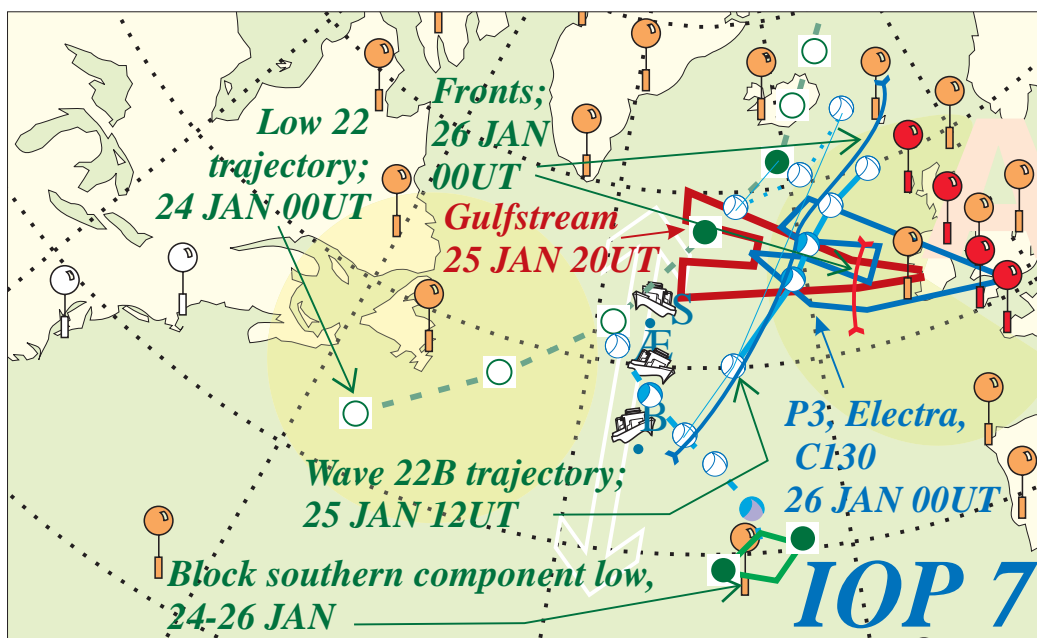 Fronts;
26 JAN
00UT
Low 22
trajectory;
24 JAN 00UT
Gulfstream
25 JAN 20UT
A
A
S
Æ
E
B
P3, Electra,
C130
26 JAN 00UT
Wave 22B trajectory;
25 JAN 12UT
Block southern component low,
24-26 JAN
IOP 7